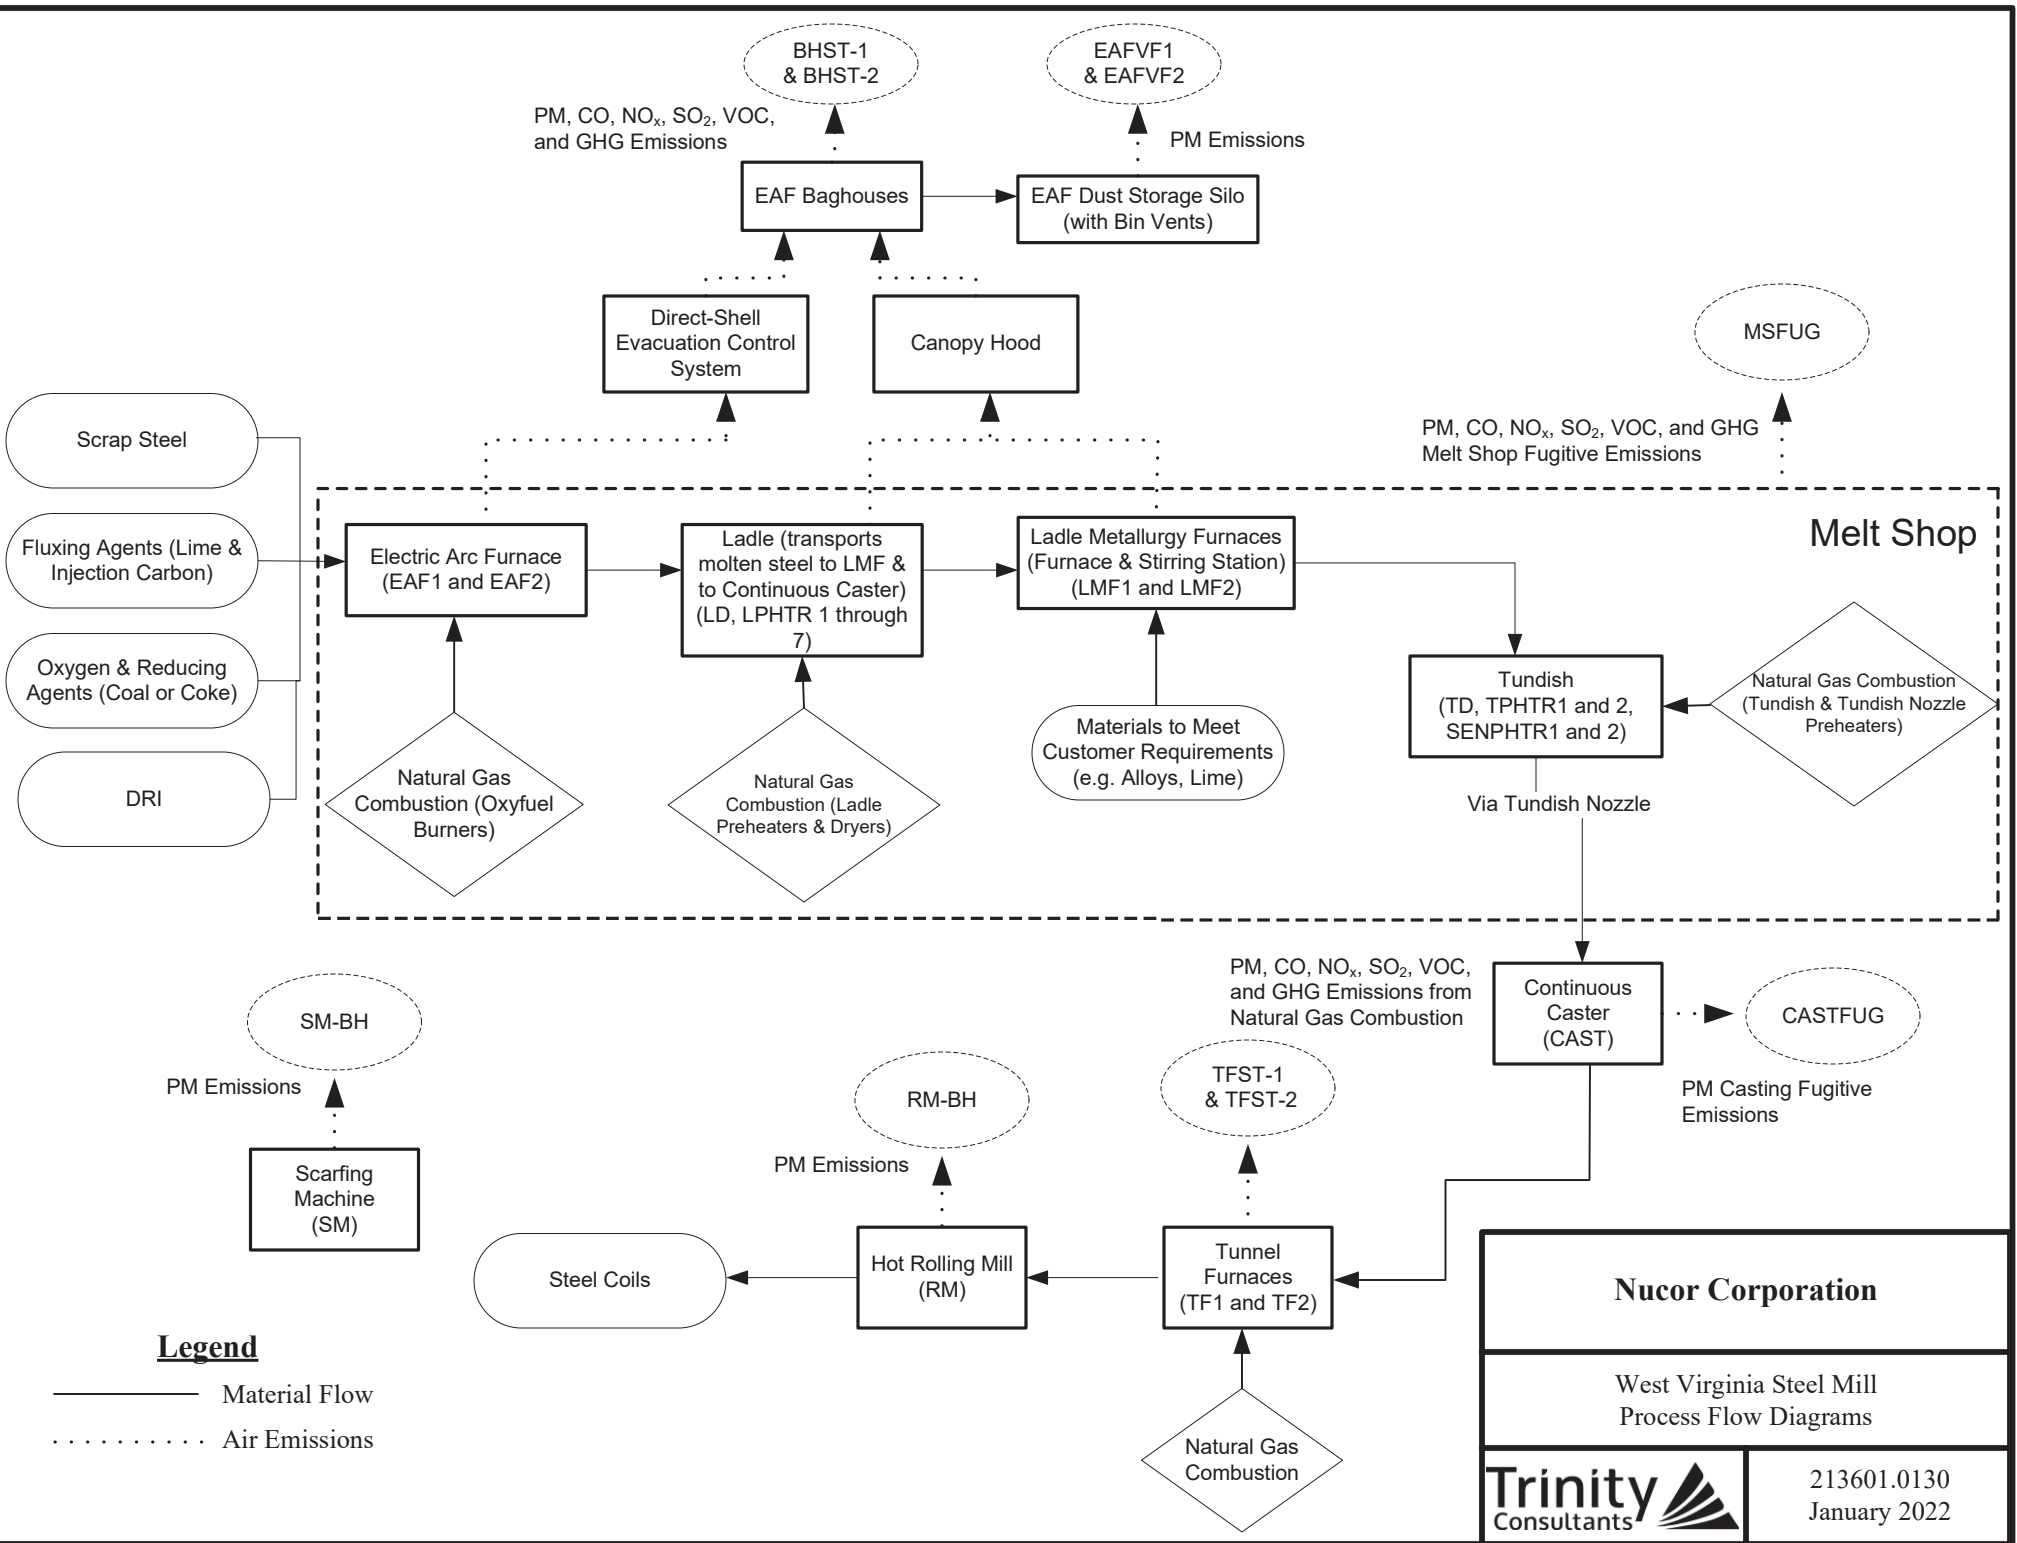 BHST-1
& BHST-2
EAFVF1
& EAFVF2
PM, CO, NOₓ, SO₂, VOC,
and GHG Emissions
PM Emissions
EAF Baghouses
EAF Dust Storage Silo
(with Bin Vents)
Direct-Shell
Evacuation Control
System
Canopy Hood
MSFUG
PM, CO, NOₓ, SO₂, VOC, and GHG
Melt Shop Fugitive Emissions
Scrap Steel
Fluxing Agents (Lime &
Injection Carbon)
Oxygen & Reducing
Agents (Coal or Coke)
DRI
Melt Shop
Electric Arc Furnace
(EAF1 and EAF2)
Ladle (transports
molten steel to LMF &
to Continuous Caster)
(LD, LPHTR 1 through
7)
Ladle Metallurgy Furnaces
(Furnace & Stirring Station)
(LMF1 and LMF2)
Tundish
(TD, TPHTR1 and 2,
SENPHTR1 and 2)
Natural Gas Combustion
(Tundish & Tundish Nozzle
Preheaters)
Natural Gas
Combustion (Oxyfuel
Burners)
Natural Gas
Combustion (Ladle
Preheaters & Dryers)
Materials to Meet
Customer Requirements
(e.g. Alloys, Lime)
Via Tundish Nozzle
PM, CO, NOₓ, SO₂, VOC,
and GHG Emissions from
Natural Gas Combustion
Continuous
Caster
(CAST)
CASTFUG
PM Casting Fugitive
Emissions
SM-BH
PM Emissions
Scarfing
Machine
(SM)
RM-BH
PM Emissions
TFST-1
& TFST-2
Steel Coils
Hot Rolling Mill
(RM)
Tunnel
Furnaces
(TF1 and TF2)
Natural Gas
Combustion
Legend
Material Flow
Air Emissions
Nucor Corporation
West Virginia Steel Mill
Process Flow Diagrams
Trinity
Consultants
213601.0130
January 2022